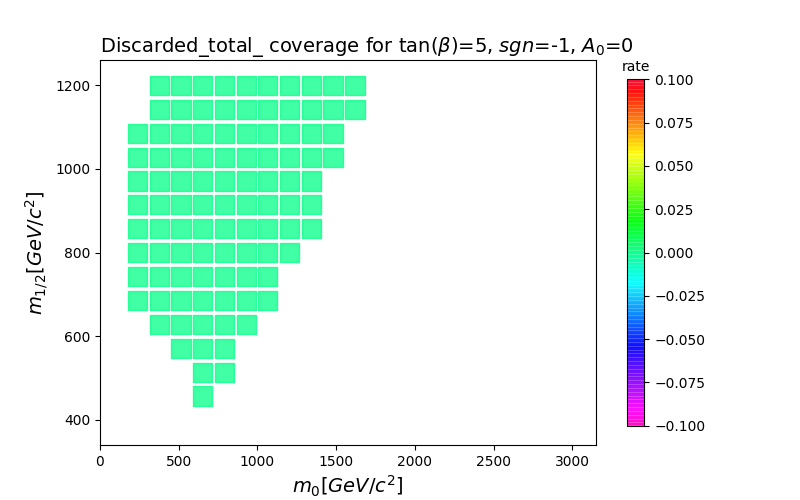 Discarded_total_ coverage for tan(β)=5, sgn=-1, A₀=0
rate
1200
1000
800
600
400
m₁/₂[GeV/c²]
0 500 1000 1500 2000 2500 3000
m₀[GeV/c²]
0.100
0.075
0.050
0.025
0.000
−0.025
−0.050
−0.075
−0.100